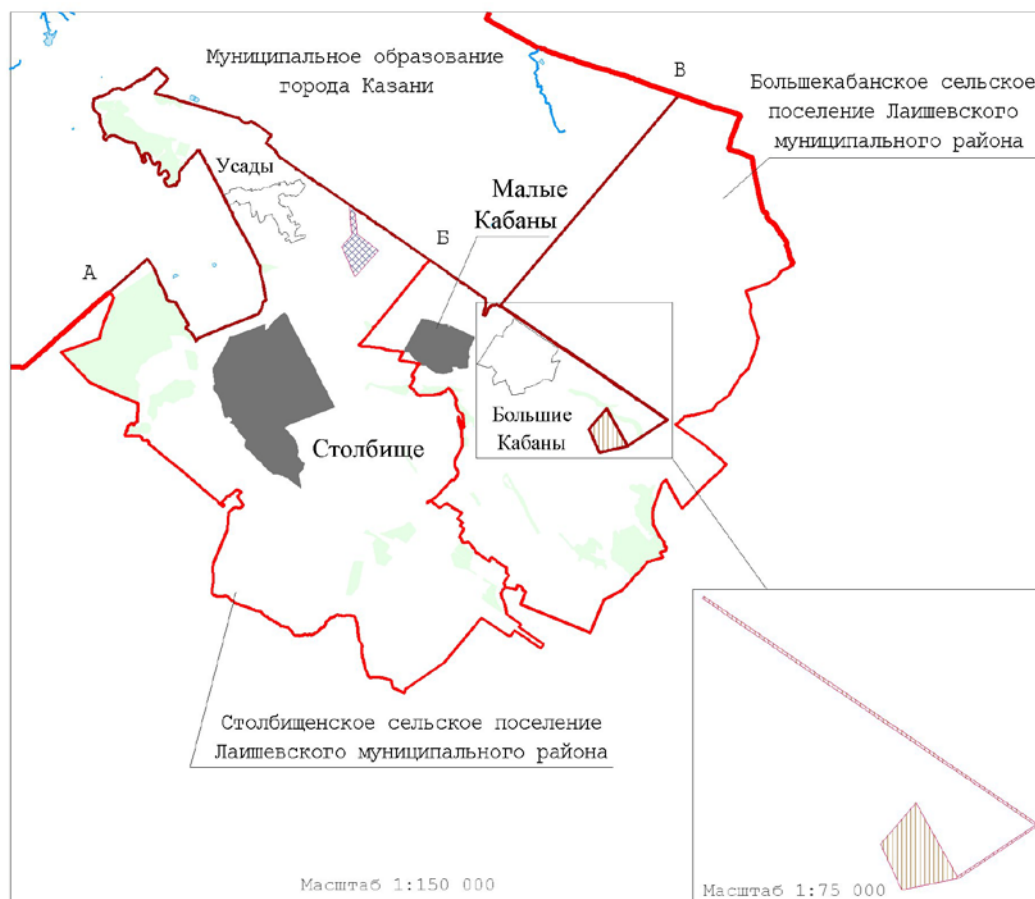 Муниципальное образование
города Казани
В
Большекабанское сельское
поселение Лаишевского
муниципального района
Усады
Малые
Кабаны
Б
А
Большие
Кабаны
Столбище
Столбищенское сельское поселение
Лаишевского муниципального района
Масштаб 1:150 000
Масштаб 1:75 000